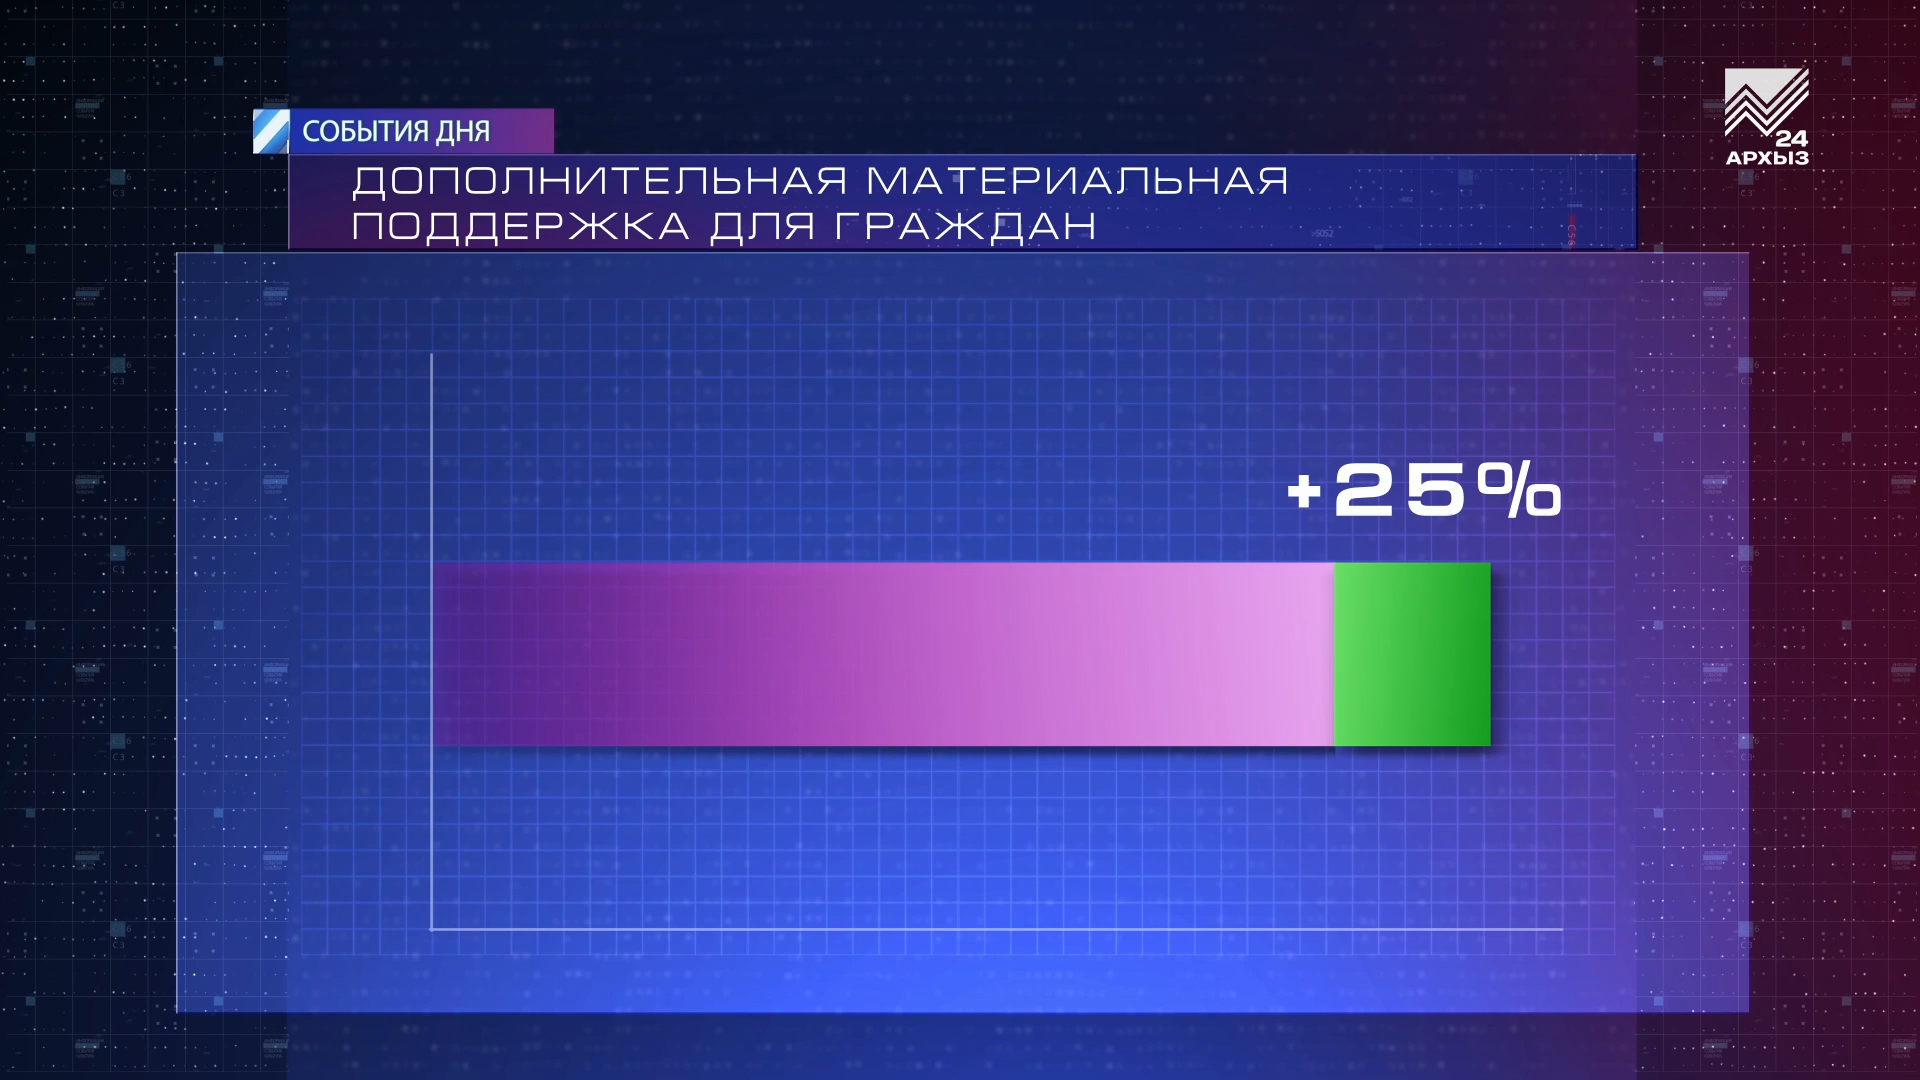 СОБЫТИЯ ДНЯ
24
АРХЫЗ
ДОПОЛНИТЕЛЬНАЯ МАТЕРИАЛЬНАЯ
ПОДДЕРЖКА ДЛЯ ГРАЖДАН
+25%